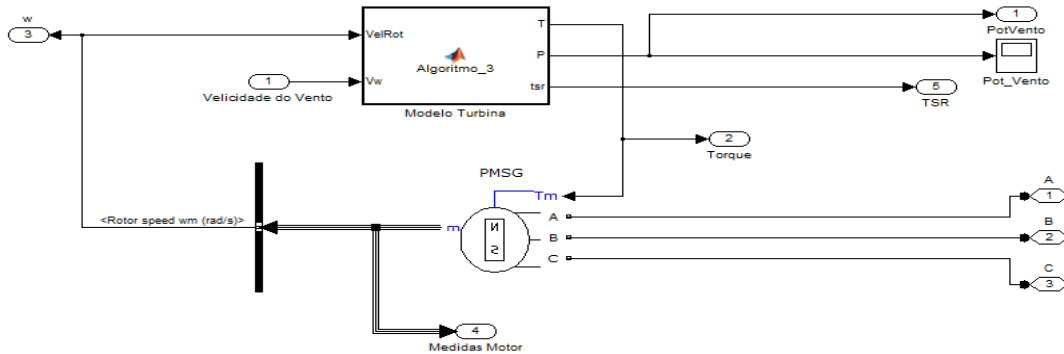 w
3
VelRot
Vw
Algoritmo_3
T
P
tsr
Modelo Turbina
1
Velicidade do Vento
1
PotVento
Pot_Vento
5
TSR
2
Torque
PMSG
Tm
m
N
S
A
B
C
<Rotor speed wm (rad/s)>
A
1
B
2
C
3
4
Medidas Motor